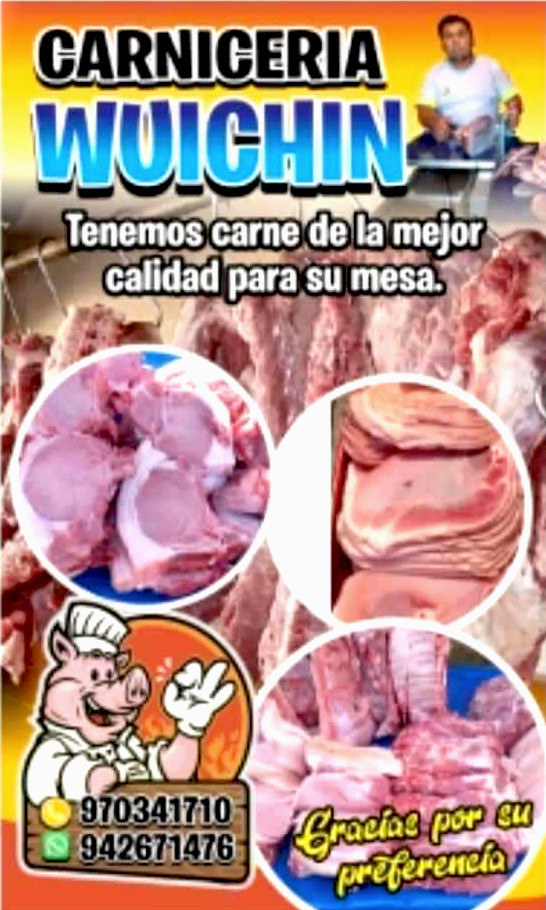 CARNICERIA
WUICHIN
Tenemos carne de la mejor
calidad para su mesa.
970341710
942671476
Gracias por su
preferencia